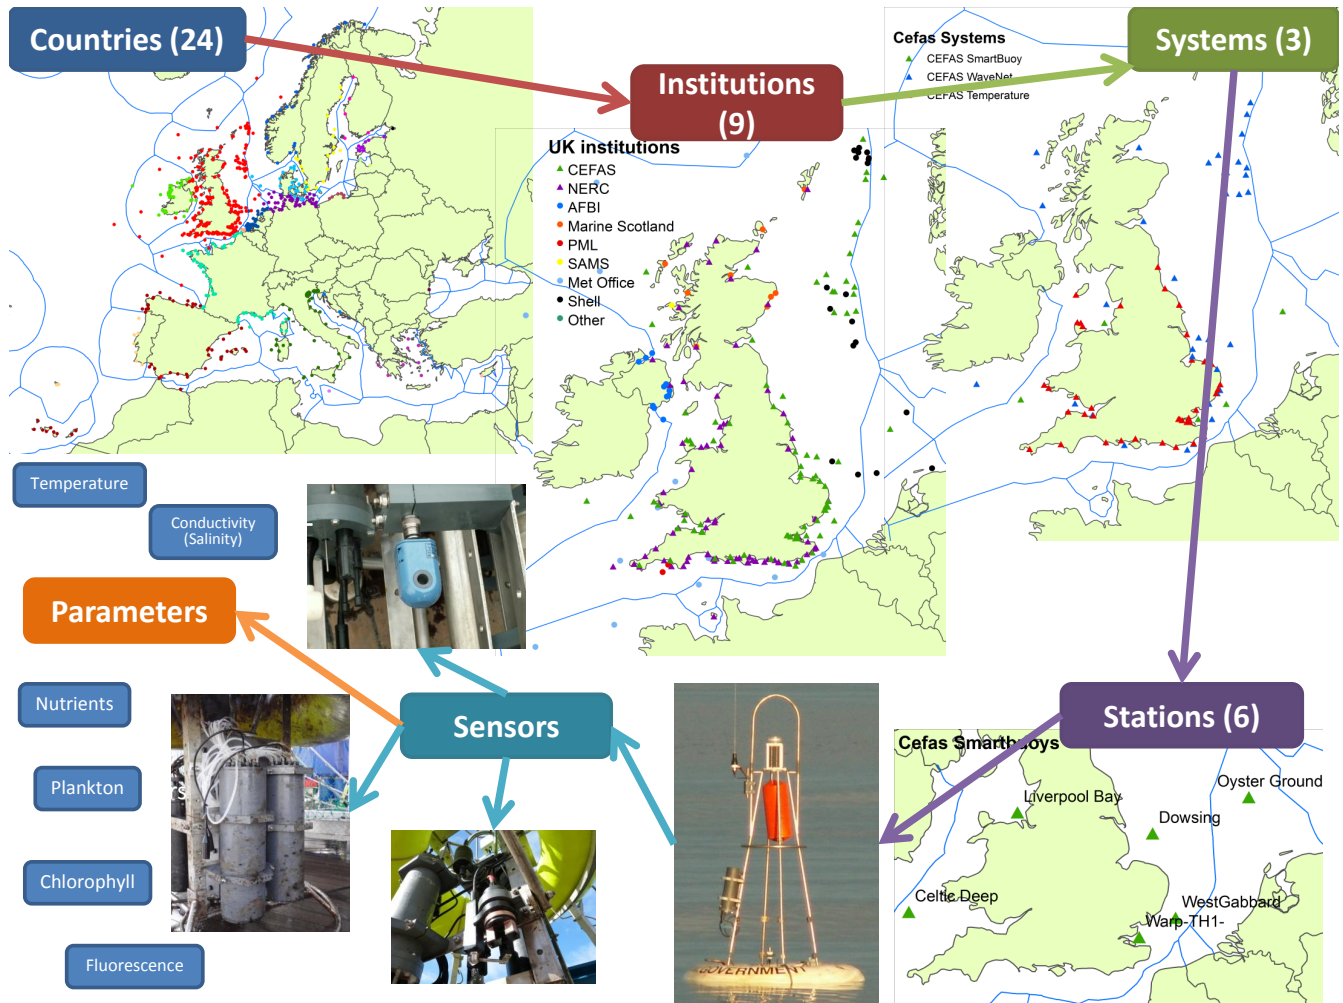 Countries (24)
Institutions
(9)
Systems (3)
Cefas Systems
CEFAS SmartBuoy
CEFAS WaveNet
CEFAS Temperature
UK institutions
CEFAS
NERC
AFBI
Marine Scotland
PML
SAMS
Met Office
Shell
Other
Temperature
Conductivity
(Salinity)
Parameters
Nutrients
Plankton
Chlorophyll
Fluorescence
Sensors
GOVERNMENT
Stations (6)
Cefas Smartbuoys
Oyster Ground
Liverpool Bay
Dowsing
Celtic Deep
WestGabbard
Warp-TH1-